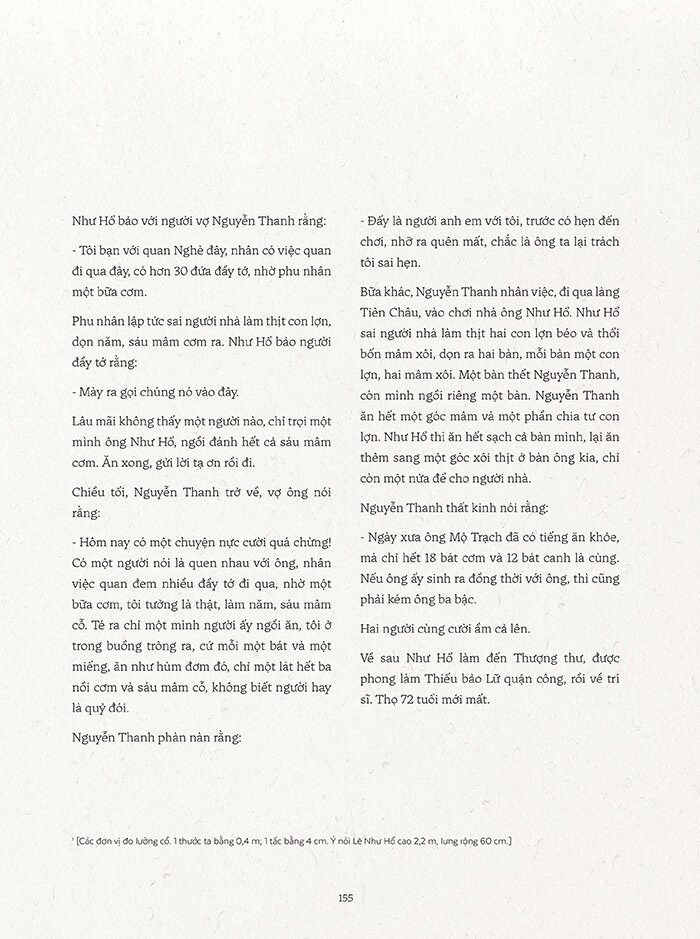 Như Hổ bảo với người vợ Nguyễn Thanh rằng:
- Tôi bạn với quan Nghè đây, nhân có việc quan
đi qua đây, có hơn 30 đứa đầy tớ, nhờ phu nhân
một bữa cơm.
Phu nhân lập tức sai người nhà làm thịt con lợn,
dọn năm, sáu mâm cơm ra. Như Hổ bảo người
đầy tớ rằng:
- Mày ra gọi chúng nó vào đây.
Lâu mãi không thấy một người nào, chỉ trọi một
mình ông Như Hổ, ngồi đánh hết cả sáu mâm
cơm. Ăn xong, gửi lời tạ ơn rồi đi.
Chiều tối, Nguyễn Thanh trở về, vợ ông nói
rằng:
- Hôm nay có một chuyện nực cười quá chừng!
Có một người nói là quen nhau với ông, nhân
việc quan đem nhiều đầy tớ đi qua, nhờ một
bữa cơm, tôi tưởng là thật, làm năm, sáu mâm
cỗ. Té ra chỉ một mình người ấy ngồi ăn, tôi ở
trong buồng trông ra, cứ mỗi một bát và một
miếng, ăn như hùm đơm đó, chỉ một lát hết ba
nồi cơm và sáu mâm cỗ, không biết người hay
là quỷ đói.
Nguyễn Thanh phàn nàn rằng:
- Đấy là người anh em với tôi, trước có hẹn đến
chơi, nhỡ ra quên mất, chắc là ông ta lại trách
tôi sai hẹn.
Bữa khác, Nguyễn Thanh nhân việc, đi qua làng
Tiên Châu, vào chơi nhà ông Như Hổ. Như Hổ
sai người nhà làm thịt hai con lợn béo và thổi
bốn mâm xôi, dọn ra hai bàn, mỗi bàn một con
lợn, hai mâm xôi. Một bàn thết Nguyễn Thanh,
còn mình ngồi riêng một bàn. Nguyễn Thanh
ăn hết một góc mâm và một phần chia tư con
lợn. Như Hổ thì ăn hết sạch cả bàn mình, lại ăn
thêm sang một góc xôi thịt ở bàn ông kia, chỉ
còn một nửa để cho người nhà.
Nguyễn Thanh thất kinh nói rằng:
- Ngày xưa ông Mộ Trạch đã có tiếng ăn khỏe,
mà chỉ hết 18 bát cơm và 12 bát canh là cùng.
Nếu ông ấy sinh ra đồng thời với ông, thì cũng
phải kém ông ba bậc.
Hai người cùng cười ầm cả lên.
Về sau Như Hổ làm đến Thượng thư, được
phong làm Thiếu bảo Lữ quận công, rồi về trí
sĩ. Thọ 72 tuổi mới mất.
¹ [Các đơn vị đo lường cổ. 1 thước ta bằng 0,4 m; 1 tấc bằng 4 cm. Ý nói Lê Như Hổ cao 2,2 m, lưng rộng 60 cm.]
155